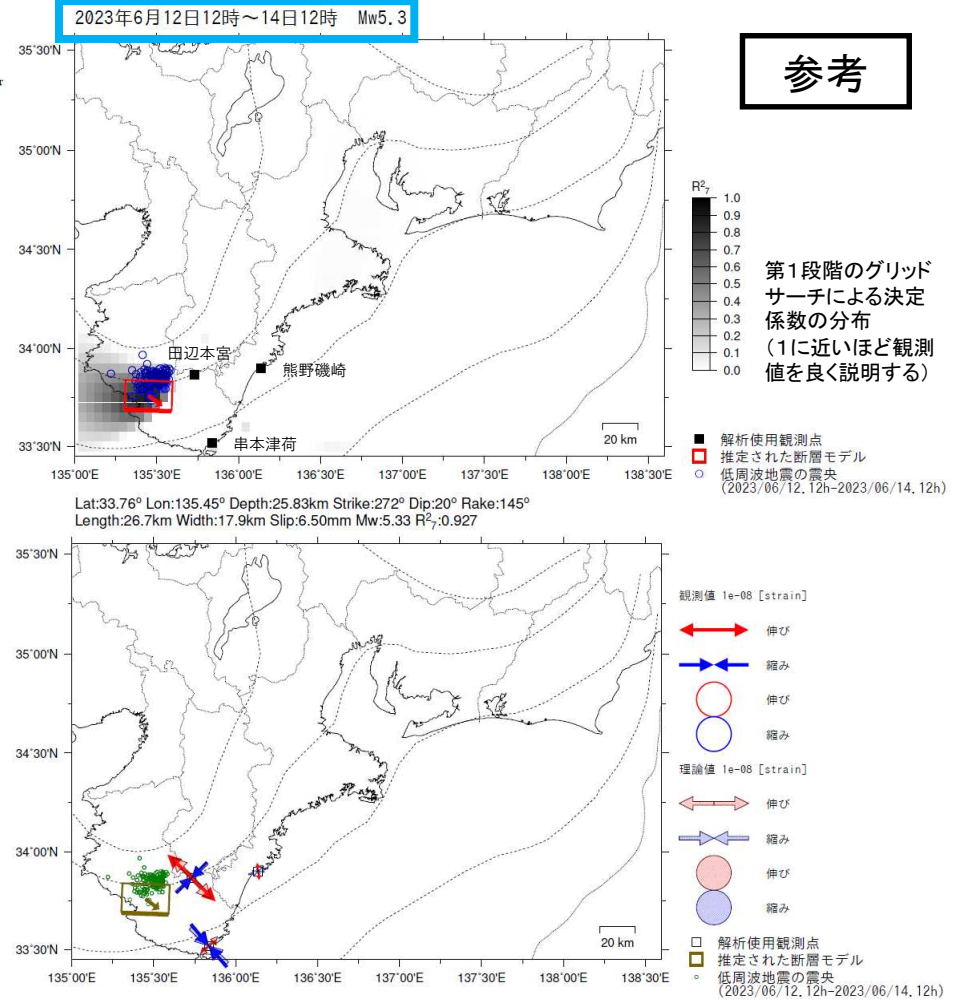 2023年6月12日12時～14日12時 Mw5.3
参考
35°30'N
35°00'N
34°30'N
34°00'N
33°30'N
135°00'E
135°30'E
136°00'E
136°30'E
137°00'E
137°30'E
138°00'E
138°30'E
田辺本宮
熊野磯崎
串本津荷
20 km
R²₇
1.0
0.9
0.8
0.7
0.6
0.5
0.4
0.3
0.2
0.1
0.0
第1段階のグリッド
サーチによる決定
係数の分布
(1に近いほど観測
値を良く説明する)
解析使用観測点
推定された断層モデル
低周波地震の震央
(2023/06/12.12h-2023/06/14.12h)
Lat:33.76° Lon:135.45° Depth:25.83km Strike:272° Dip:20° Rake:145°
Length:26.7km Width:17.9km Slip:6.50mm Mw:5.33 R²₇:0.927
35°30'N
35°00'N
34°30'N
34°00'N
33°30'N
135°00'E
135°30'E
136°00'E
136°30'E
137°00'E
137°30'E
138°00'E
138°30'E
20 km
観測値 1e-08 [strain]
伸び
縮み
伸び
縮み
理論値 1e-08 [strain]
伸び
縮み
伸び
縮み
解析使用観測点
推定された断層モデル
低周波地震の震央
(2023/06/12.12h-2023/06/14.12h)